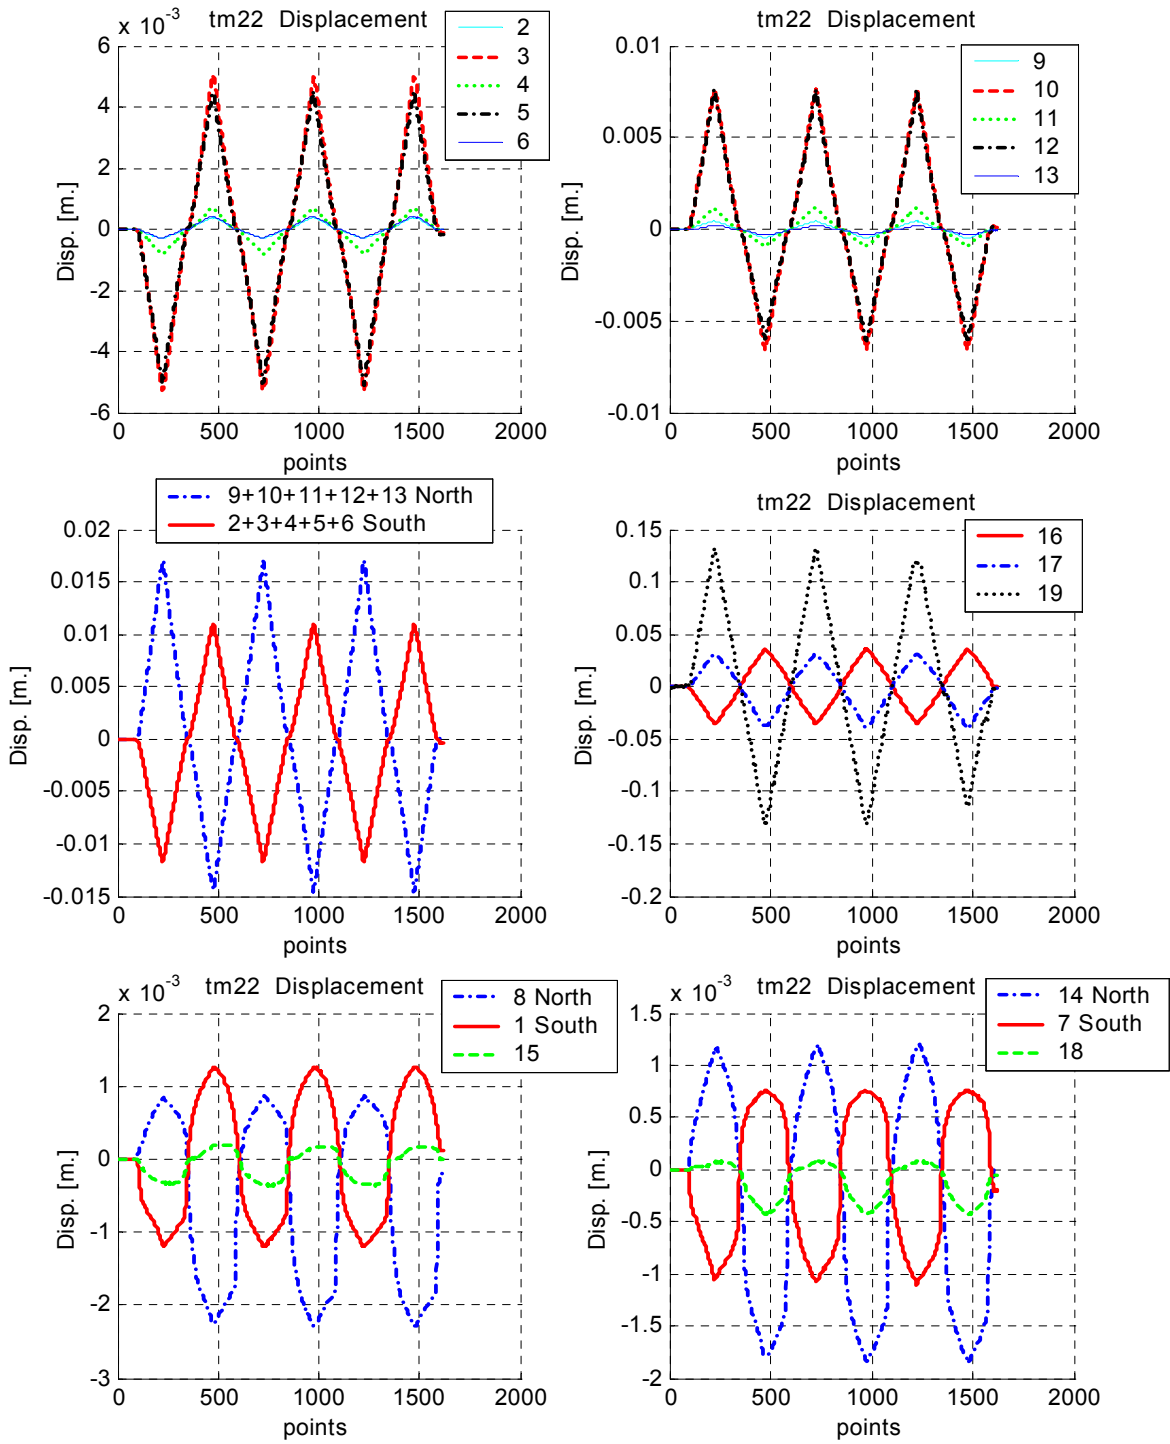 x 10-3
tm22 Displacement
2
3
4
5
6
6
4
2
0
-2
-4
-6
Disp. [m.]
0 500 1000 1500 2000
points
tm22 Displacement
9
10
11
12
13
0.01
0.005
0
-0.005
-0.01
Disp. [m.]
0 500 1000 1500 2000
points
9+10+11+12+13 North
2+3+4+5+6 South
0.02
0.015
0.01
0.005
0
-0.005
-0.01
-0.015
Disp. [m.]
0 500 1000 1500 2000
points
tm22 Displacement
16
17
19
0.15
0.1
0.05
0
-0.05
-0.1
-0.15
-0.2
Disp. [m.]
0 500 1000 1500 2000
points
x 10-3
tm22 Displacement
8 North
1 South
15
2
1
0
-1
-2
-3
Disp. [m.]
0 500 1000 1500 2000
points
x 10-3
tm22 Displacement
14 North
7 South
18
1.5
1
0.5
0
-0.5
-1
-1.5
-2
Disp. [m.]
0 500 1000 1500 2000
points